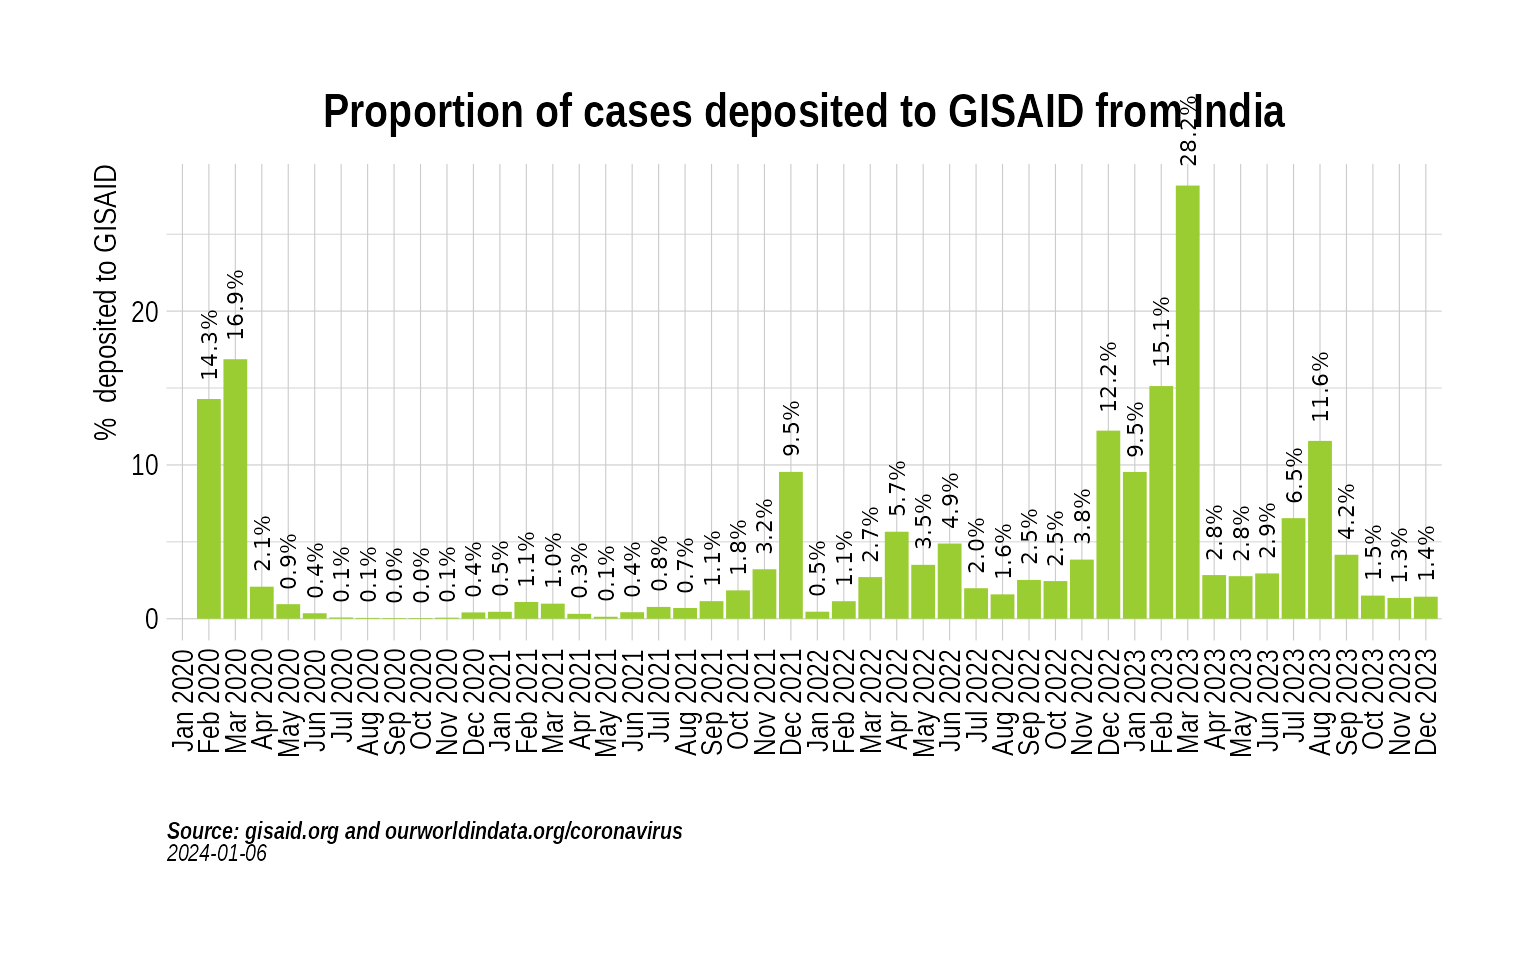 Proportion of cases deposited to GISAID from India
% deposited to GISAID
20
10
0
14.3%
16.9%
2.1%
0.9%
0.4%
0.1%
0.1%
0.0%
0.0%
0.1%
0.4%
0.5%
1.1%
1.0%
0.3%
0.1%
0.4%
0.8%
0.7%
1.1%
1.8%
3.2%
9.5%
0.5%
1.1%
2.7%
5.7%
3.5%
4.9%
2.0%
1.6%
2.5%
2.5%
3.8%
12.2%
9.5%
15.1%
28.2%
2.8%
2.8%
2.9%
6.5%
11.6%
4.2%
1.5%
1.3%
1.4%
Jan 2020
Feb 2020
Mar 2020
Apr 2020
May 2020
Jun 2020
Jul 2020
Aug 2020
Sep 2020
Oct 2020
Nov 2020
Dec 2020
Jan 2021
Feb 2021
Mar 2021
Apr 2021
May 2021
Jun 2021
Jul 2021
Aug 2021
Sep 2021
Oct 2021
Nov 2021
Dec 2021
Jan 2022
Feb 2022
Mar 2022
Apr 2022
May 2022
Jun 2022
Jul 2022
Aug 2022
Sep 2022
Oct 2022
Nov 2022
Dec 2022
Jan 2023
Feb 2023
Mar 2023
Apr 2023
May 2023
Jun 2023
Jul 2023
Aug 2023
Sep 2023
Oct 2023
Nov 2023
Dec 2023
Source: gisaid.org and ourworldindata.org/coronavirus
2024-01-06